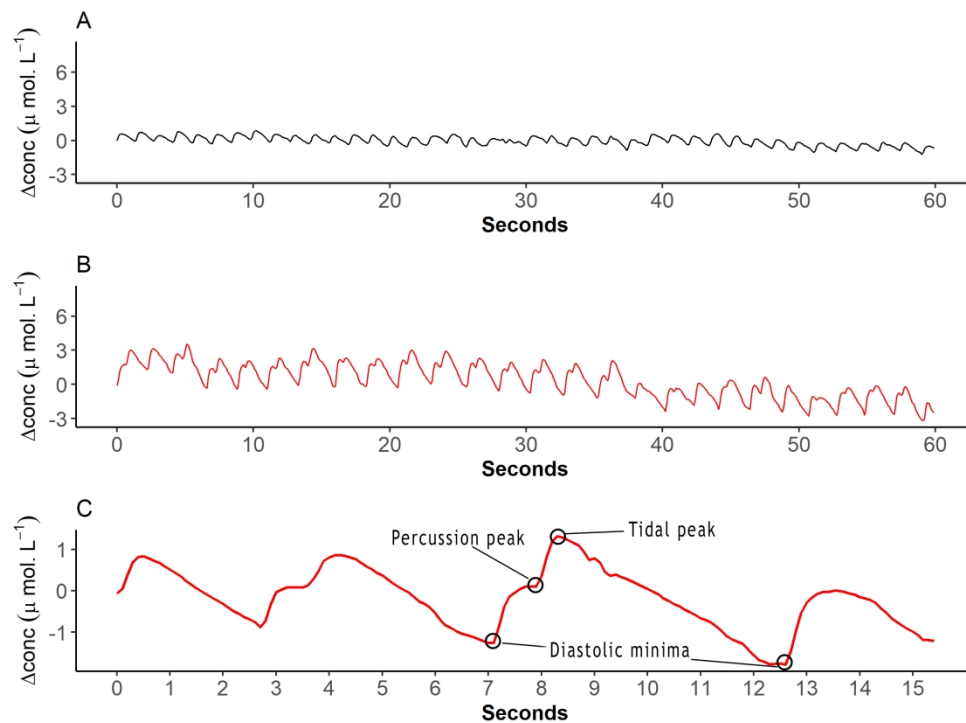 A
Δconc (μ mol. L⁻¹)
6
3
0
-3
0 10 20 30 40 50 60
Seconds
B
Δconc (μ mol. L⁻¹)
6
3
0
-3
0 10 20 30 40 50 60
Seconds
C
Δconc (μ mol. L⁻¹)
1
0
-1
Percussion peak
Tidal peak
Diastolic minima
0 1 2 3 4 5 6 7 8 9 10 11 12 13 14 15
Seconds